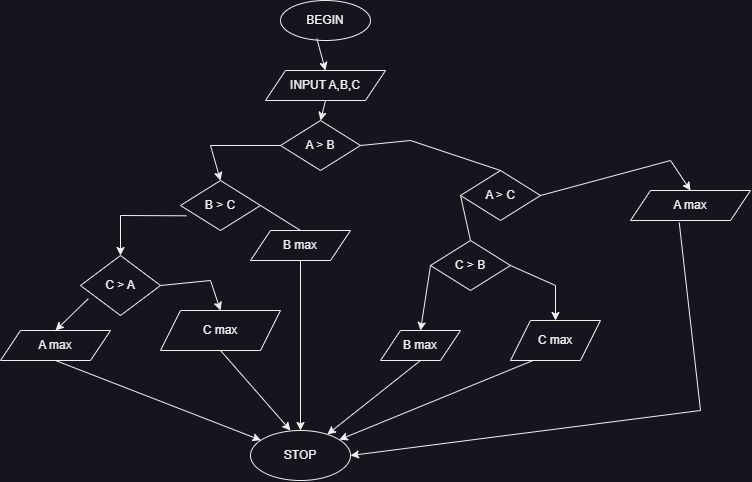 BEGIN
INPUT A,B,C
A > B
B > C
A > C
A max
B max
C > B
C > A
C max
A max
B max
C max
STOP